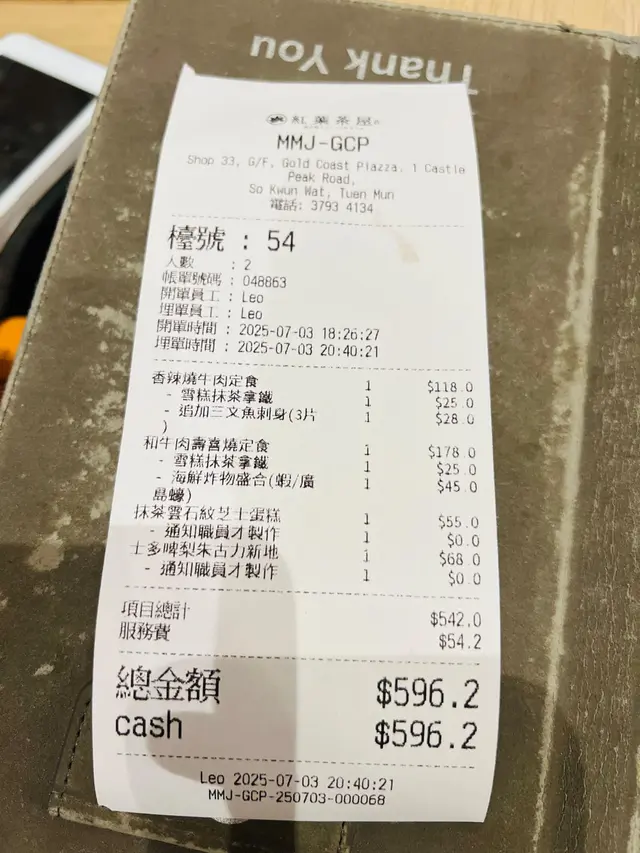 Thank You
紅葉茶屋
MMJ-GCP
Shop 33, G/F, Gold Coast Piazza, 1 Castle
Peak Road,
So Kwun Wat, Tuen Mun
電話: 3793 4134
檯號 : 54
人數 : 2
帳單號碼 : 048863
開單員工 : Leo
埋單員工 : Leo
開單時間 : 2025-07-03 18:26:27
埋單時間 : 2025-07-03 20:40:21
香辣燒牛肉定食 1 $118.0
- 雪糕抹茶拿鐵 1 $25.0
- 追加三文魚刺身(3片 1 $28.0
)
和牛肉壽喜燒定食 1 $178.0
- 雪糕抹茶拿鐵 1 $25.0
- 海鮮炸物盛合(蝦/廣 1 $45.0
島蠔)
抹茶雲石紋芝士蛋糕 1 $55.0
- 通知職員才製作 1 $0.0
士多啤梨朱古力新地 1 $68.0
- 通知職員才製作 1 $0.0
項目總計 $542.0
服務費 $54.2
總金額 $596.2
cash $596.2
Leo 2025-07-03 20:40:21
MMJ-GCP-250703-000068